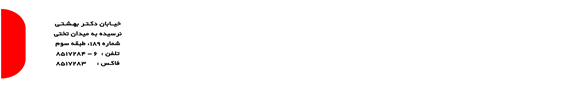 خیابان دکتر بهشتی
نرسیده به میدان تختی
شماره ۱۸۹، طبقه سوم
تلفن : ۶ – ۸۵۱۷۲۸۴
فاکس : ۸۵۱۷۲۸۳